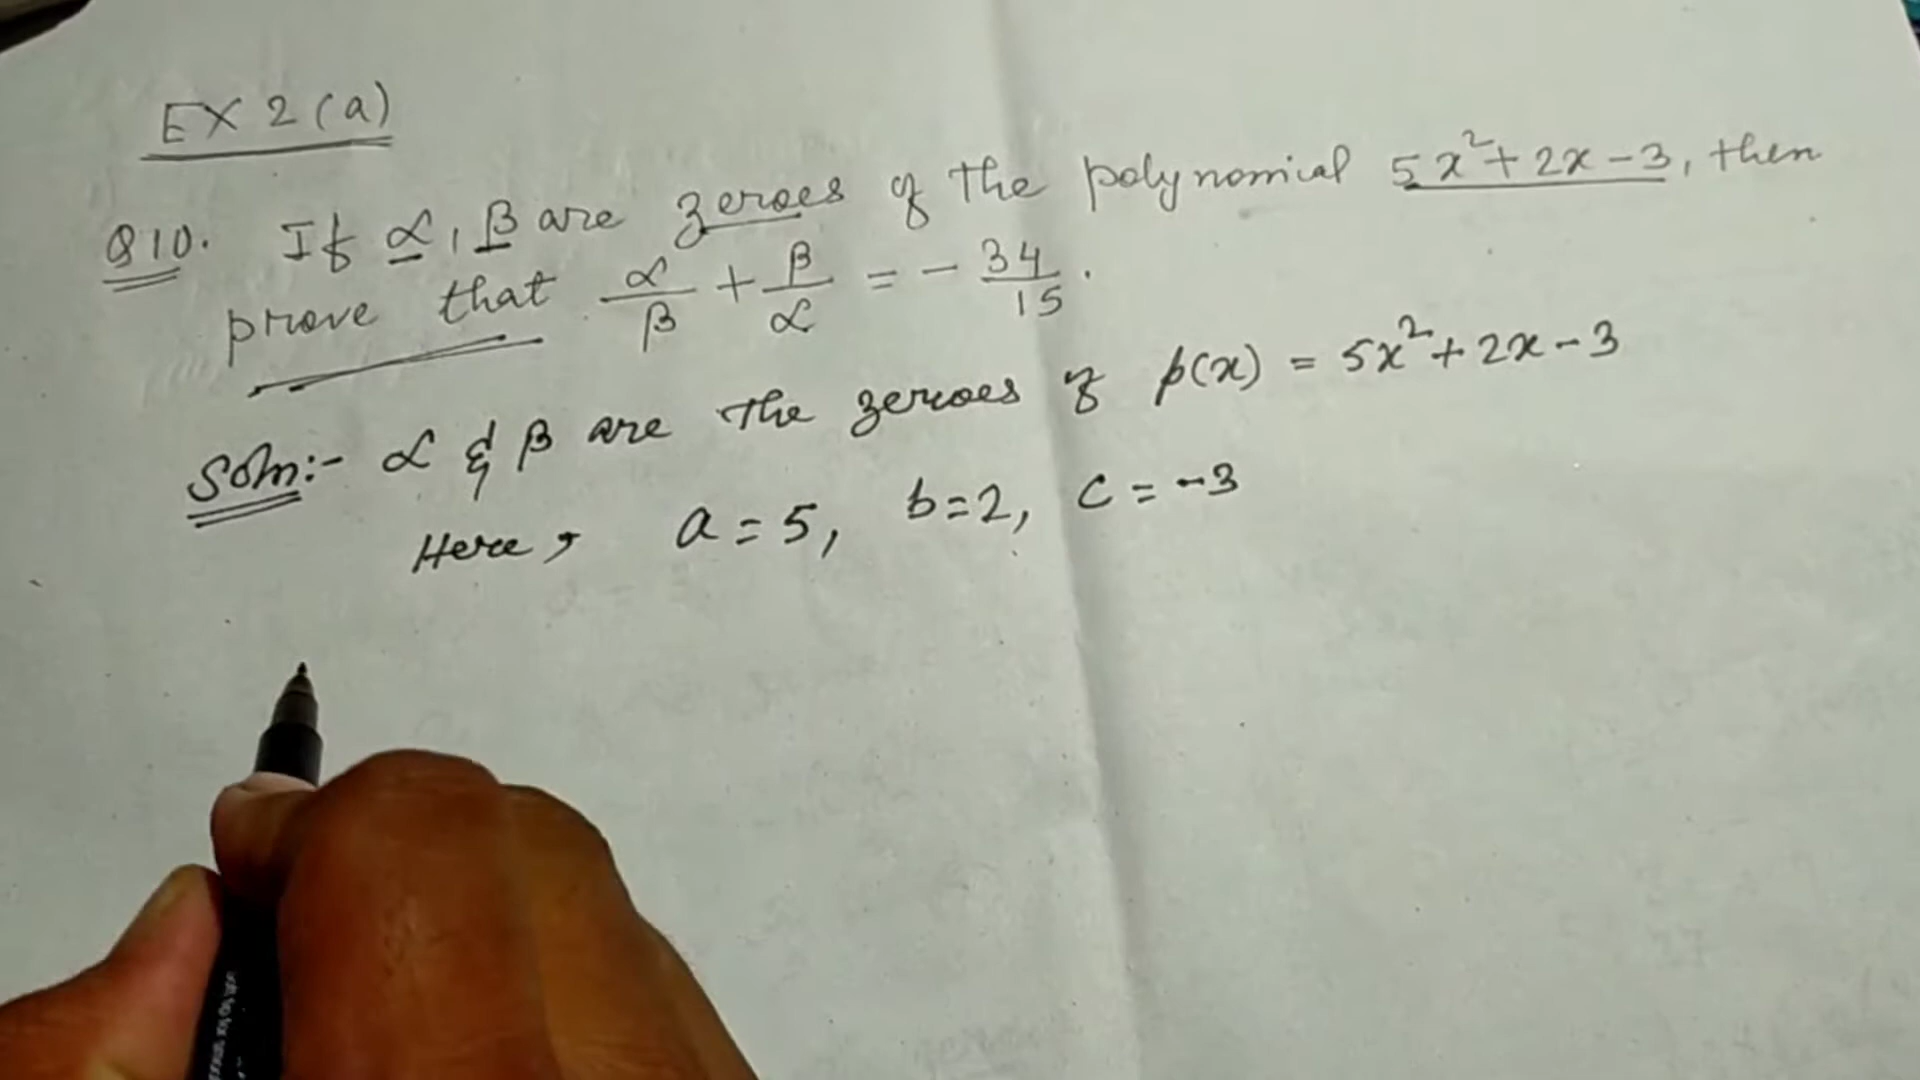 EX 2(a)
Q10. If α, β are zeroes of the polynomial 5x²+2x-3, then
prove that α/β + β/α = - 34/15.
Soln:- α & β are the zeroes of p(x) = 5x²+2x-3
Here, a=5, b=2, c=-3